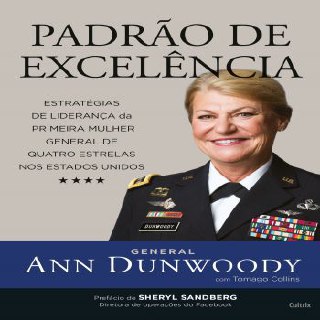 PADRÃO DE
EXCELÊNCIA
ESTRATÉGIAS
DE LIDERANÇA da
PRIMEIRA MULHER
GENERAL DE
QUATRO ESTRELAS
NOS ESTADOS UNIDOS
★★★★
DUNWOODY
GENERAL
ANN DUNWOODY
com Tomago Collins
Prefácio de SHERYL SANDBERG
Diretora de operações do Facebook
Cultrix